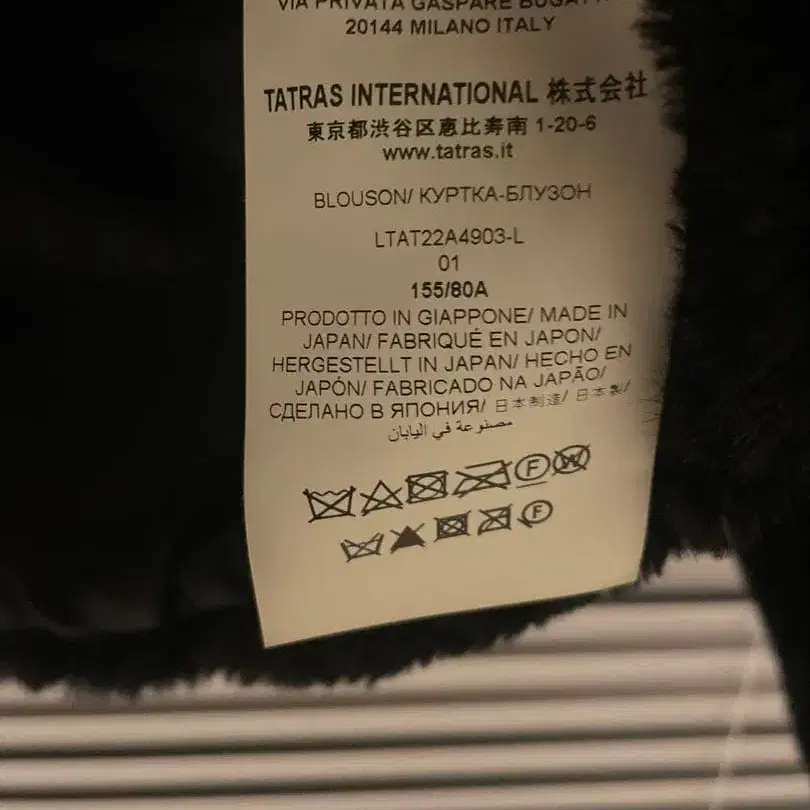 VIA PRIVATA GASPARE
20144 MILANO ITALY
TATRAS INTERNATIONAL 株式会社
東京都渋谷区恵比寿南 1-20-6
www.tatras.it
BLOUSON/ КУРТКА-БЛУЗОН
LTAT22A4903-L
01
155/80A
PRODOTTO IN GIAPPONE/ MADE IN
JAPAN/ FABRIQUÉ EN JAPON/
HERGESTELLT IN JAPAN/ HECHO EN
JAPÓN/ FABRICADO NA JAPÃO/
СДЕЛАНО В ЯПОНИЯ/ 日本制造/ 日本製/
مصنوعة في اليابان
F W
F